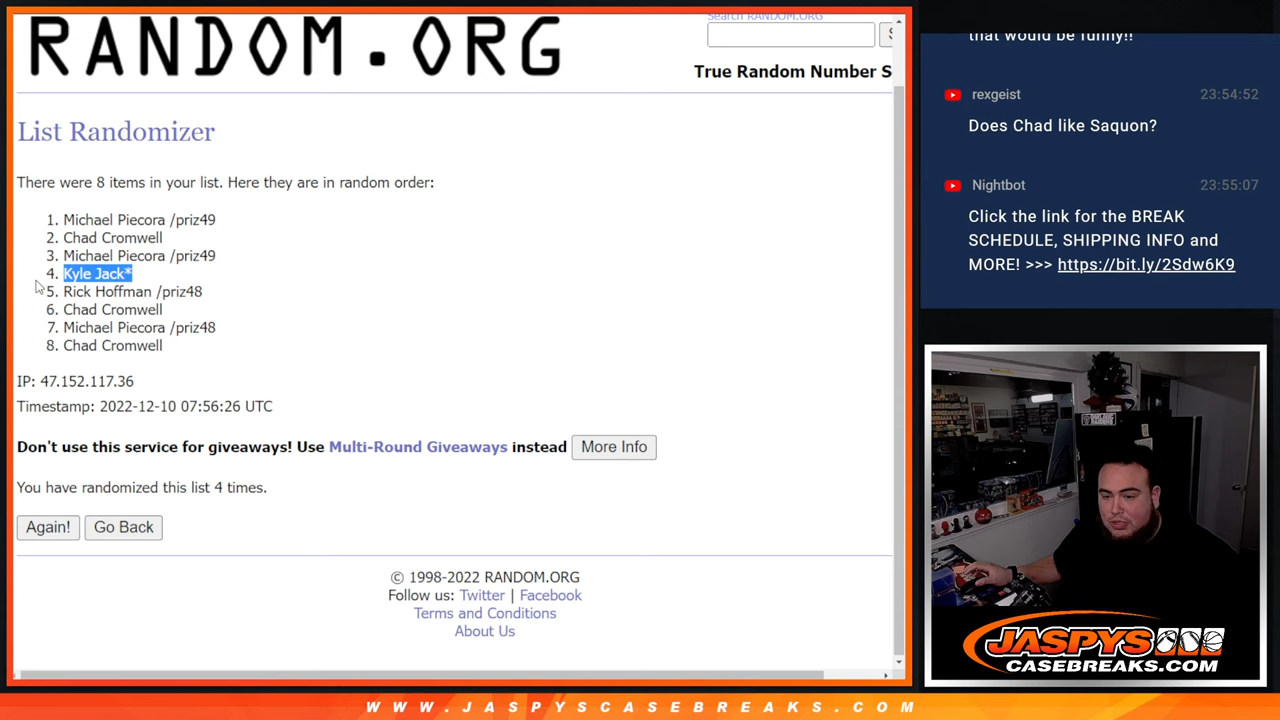 RANDOM.ORG
Search RANDOM.ORG
S
True Random Number S
List Randomizer
There were 8 items in your list. Here they are in random order:
1. Michael Piecora /priz49
2. Chad Cromwell
3. Michael Piecora /priz49
4. Kyle Jack*
5. Rick Hoffman /priz48
6. Chad Cromwell
7. Michael Piecora /priz48
8. Chad Cromwell
IP: 47.152.117.36
Timestamp: 2022-12-10 07:56:26 UTC
Don't use this service for giveaways! Use Multi-Round Giveaways instead More Info
You have randomized this list 4 times.
Again! Go Back
© 1998-2022 RANDOM.ORG
Follow us: Twitter | Facebook
Terms and Conditions
About Us
that would be funny!!
rexgeist 23:54:52
Does Chad like Saquon?
Nightbot 23:55:07
Click the link for the BREAK
SCHEDULE, SHIPPING INFO and
MORE! >>> https://bit.ly/2Sdw6K9
JASPYS
CASEBREAKS.COM
WWW.JASPYSCASEBREAKS.COM